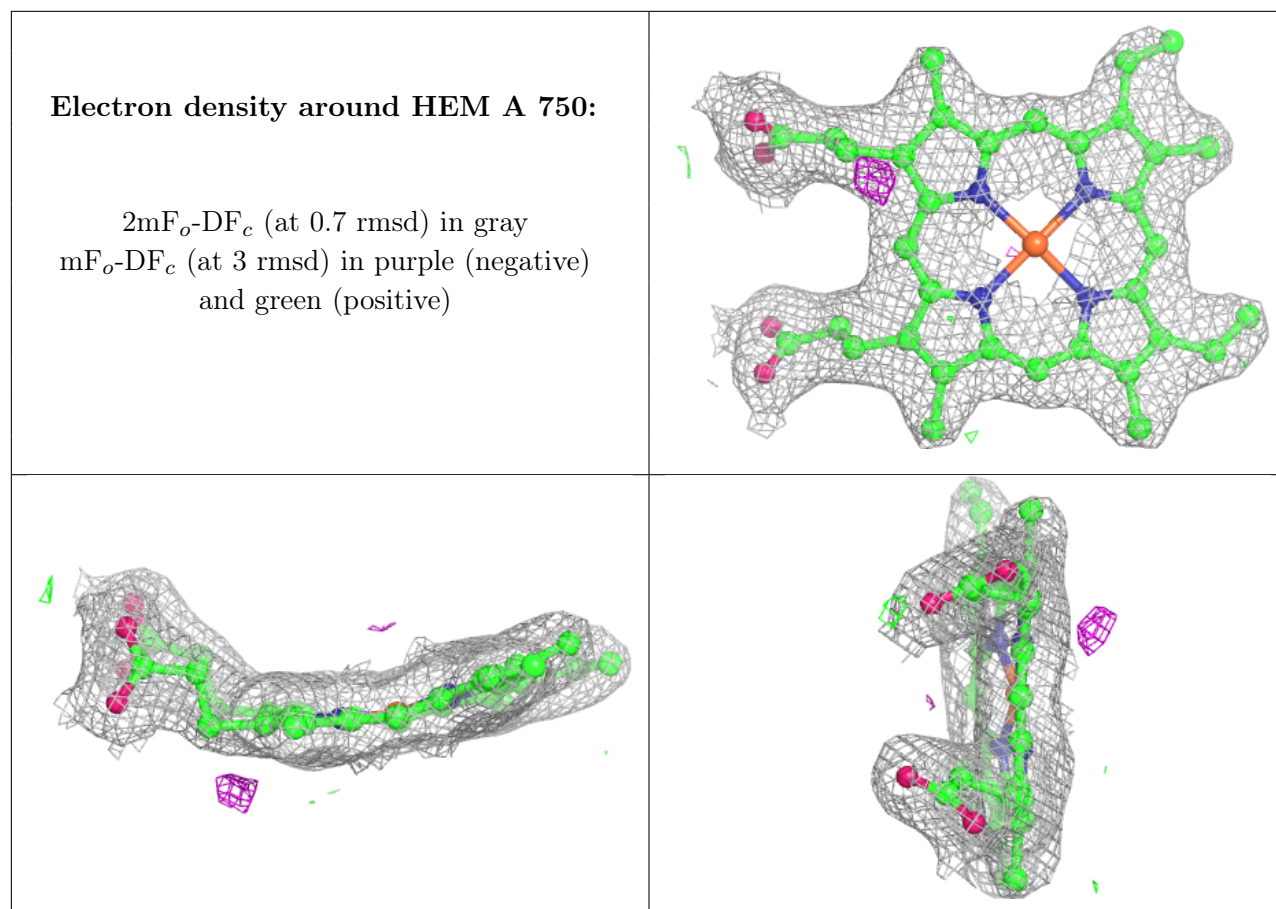 Electron density around HEM A 750:
2mFo-DFc (at 0.7 rmsd) in gray
mFo-DFc (at 3 rmsd) in purple (negative)
and green (positive)